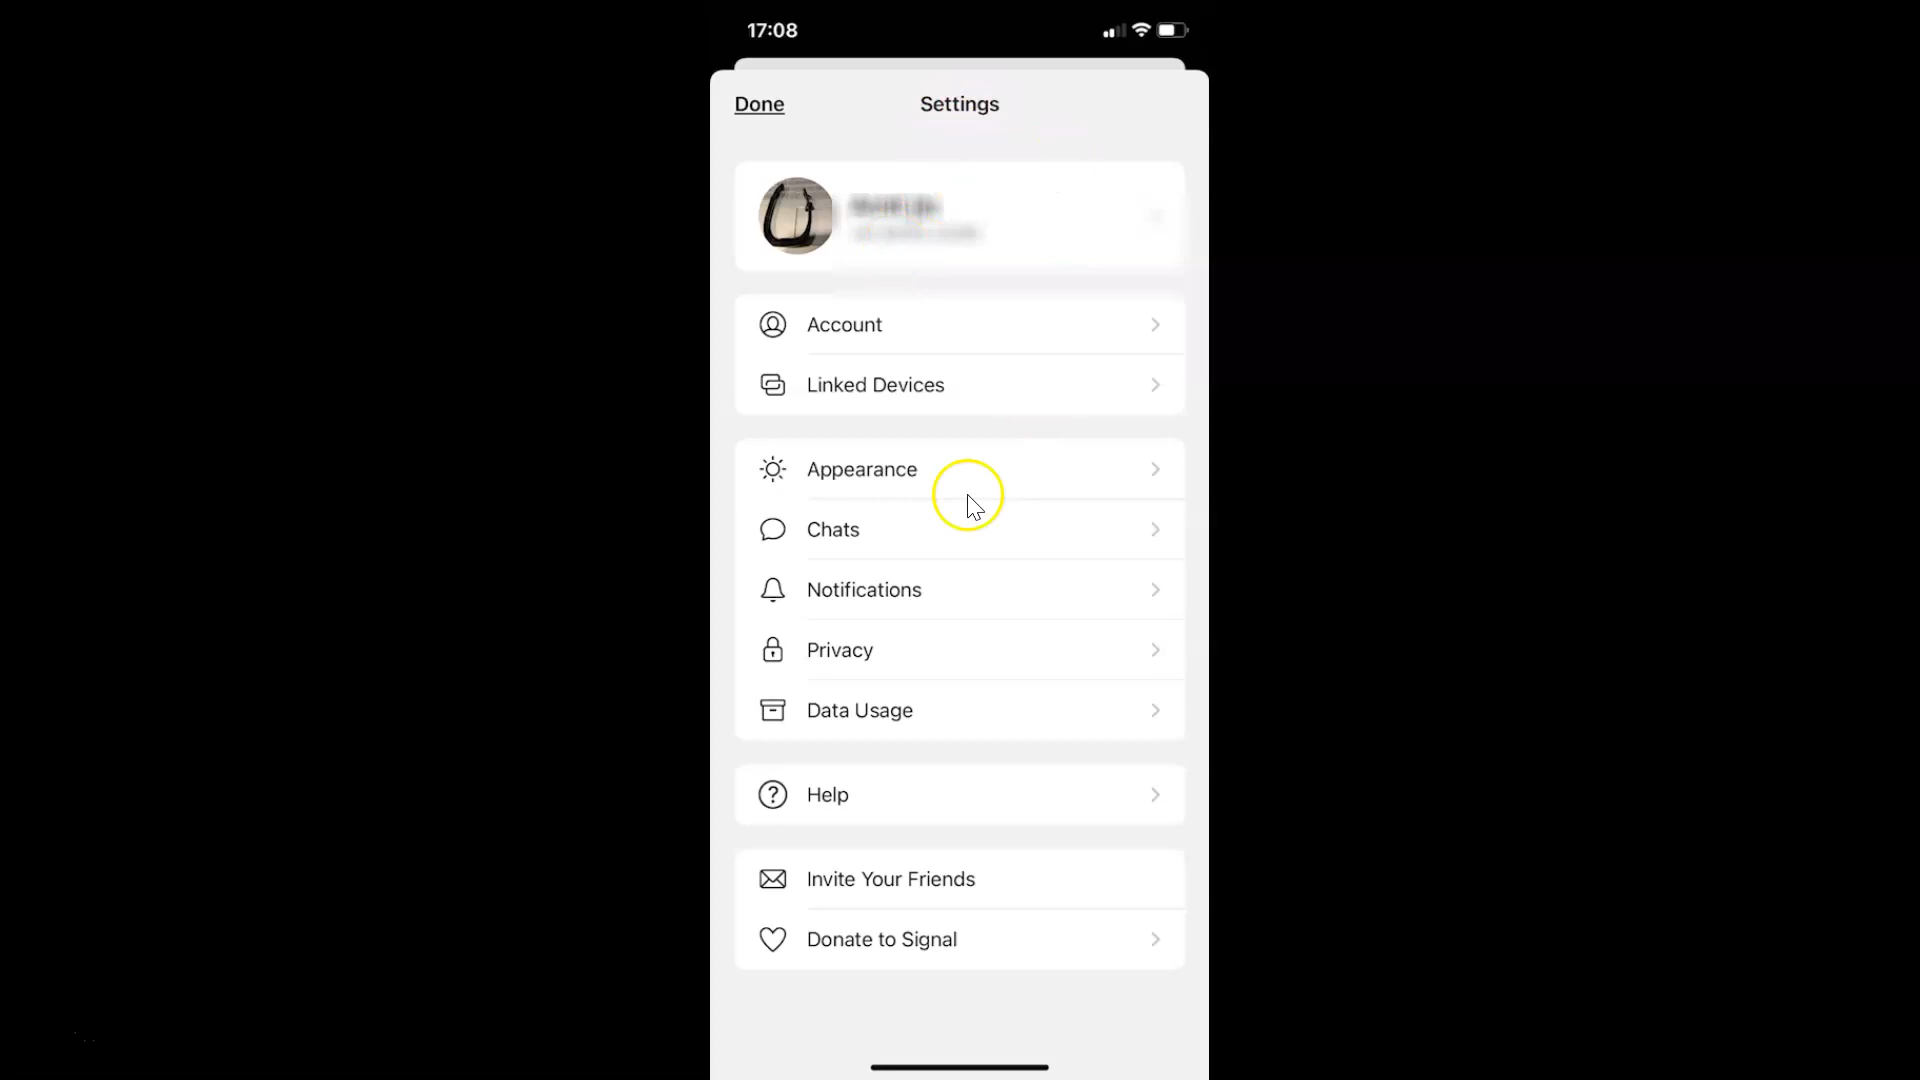 17:08
Done
Settings
Account
Linked Devices
Appearance
Chats
Notifications
Privacy
Data Usage
Help
Invite Your Friends
Donate to Signal